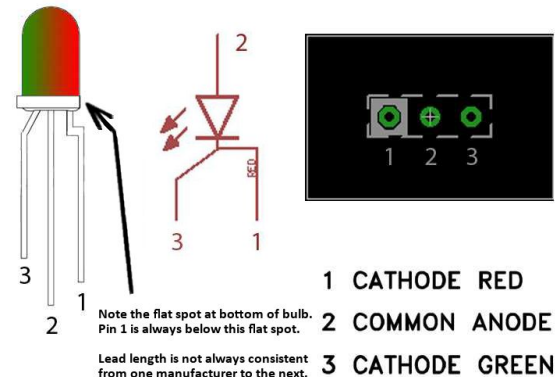 2
1 2 3
RED
3 1
3
2
1
Note the flat spot at bottom of bulb.
Pin 1 is always below this flat spot.
Lead length is not always consistent
from one manufacturer to the next.
1 CATHODE RED
2 COMMON ANODE
3 CATHODE GREEN